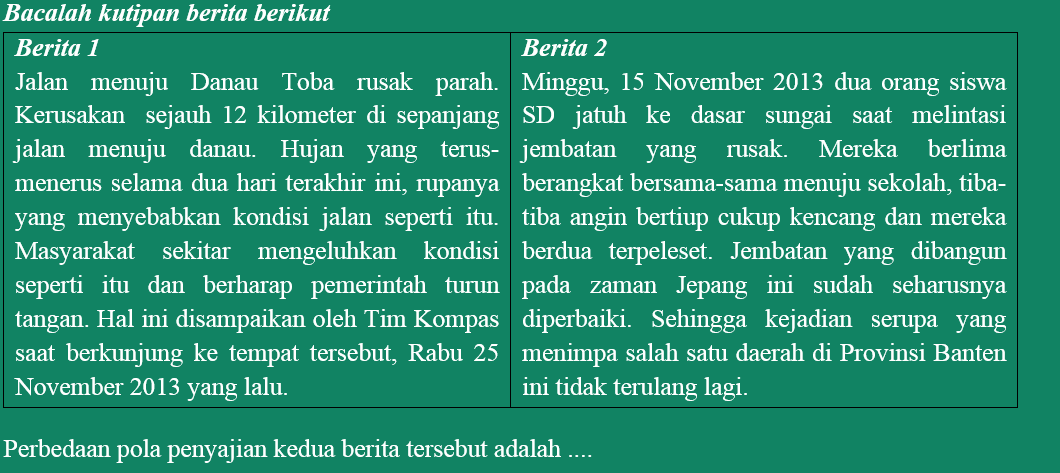 Bacalah kutipan berita berikut
Berita 1
Jalan menuju Danau Toba rusak parah.
Kerusakan sejauh 12 kilometer di sepanjang
jalan menuju danau. Hujan yang terus-
menerus selama dua hari terakhir ini, rupanya
yang menyebabkan kondisi jalan seperti itu.
Masyarakat sekitar mengeluhkan kondisi
seperti itu dan berharap pemerintah turun
tangan. Hal ini disampaikan oleh Tim Kompas
saat berkunjung ke tempat tersebut, Rabu 25
November 2013 yang lalu.
Berita 2
Minggu, 15 November 2013 dua orang siswa
SD jatuh ke dasar sungai saat melintasi
jembatan yang rusak. Mereka berlima
berangkat bersama-sama menuju sekolah, tiba-
tiba angin bertiup cukup kencang dan mereka
berdua terpeleset. Jembatan yang dibangun
pada zaman Jepang ini sudah seharusnya
diperbaiki. Sehingga kejadian serupa yang
menimpa salah satu daerah di Provinsi Banten
ini tidak terulang lagi.
Perbedaan pola penyajian kedua berita tersebut adalah ....